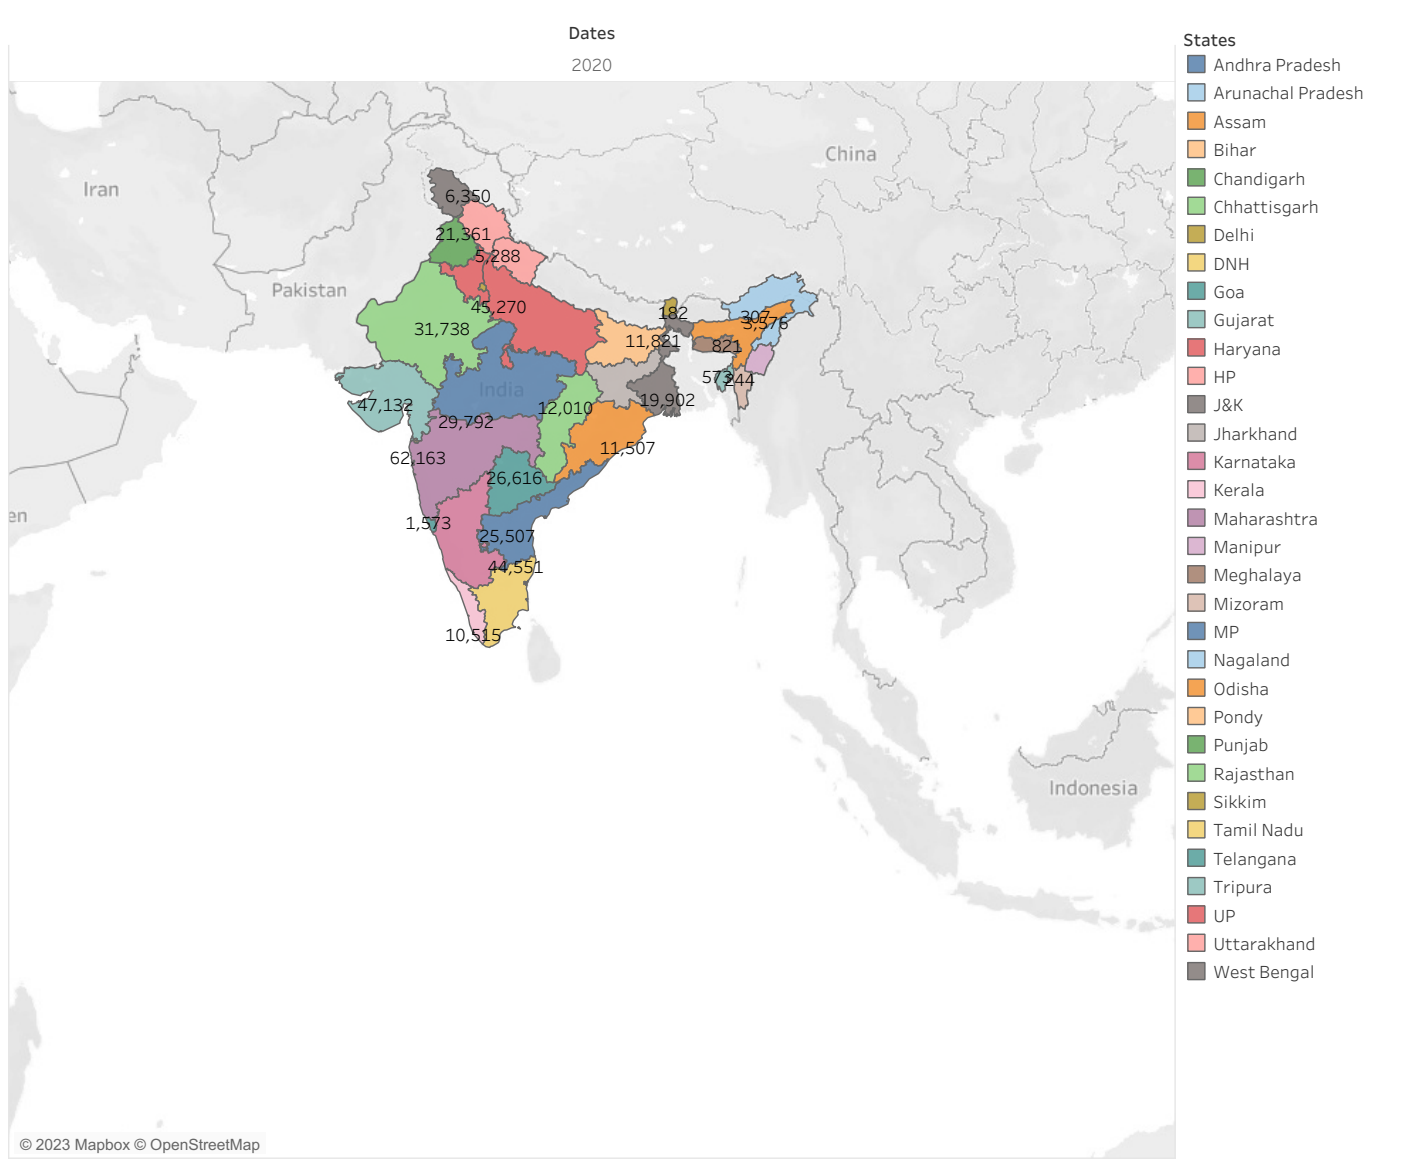 Dates
2020
States
Andhra Pradesh
Arunachal Pradesh
Assam
Bihar
Chandigarh
Chhattisgarh
Delhi
DNH
Goa
Gujarat
Haryana
HP
J&K
Jharkhand
Karnataka
Kerala
Maharashtra
Manipur
Meghalaya
Mizoram
MP
Nagaland
Odisha
Pondy
Punjab
Rajasthan
Sikkim
Tamil Nadu
Telangana
Tripura
UP
Uttarakhand
West Bengal
China
Iran
6,350
21,361
5,288
Pakistan
45,270
182
307
3,576
31,738
11,821
821
India
573
244
47,132
12,010
19,902
29,792
11,507
62,163
26,616
en
1,573
25,507
44,551
10,515
Indonesia
© 2023 Mapbox © OpenStreetMap